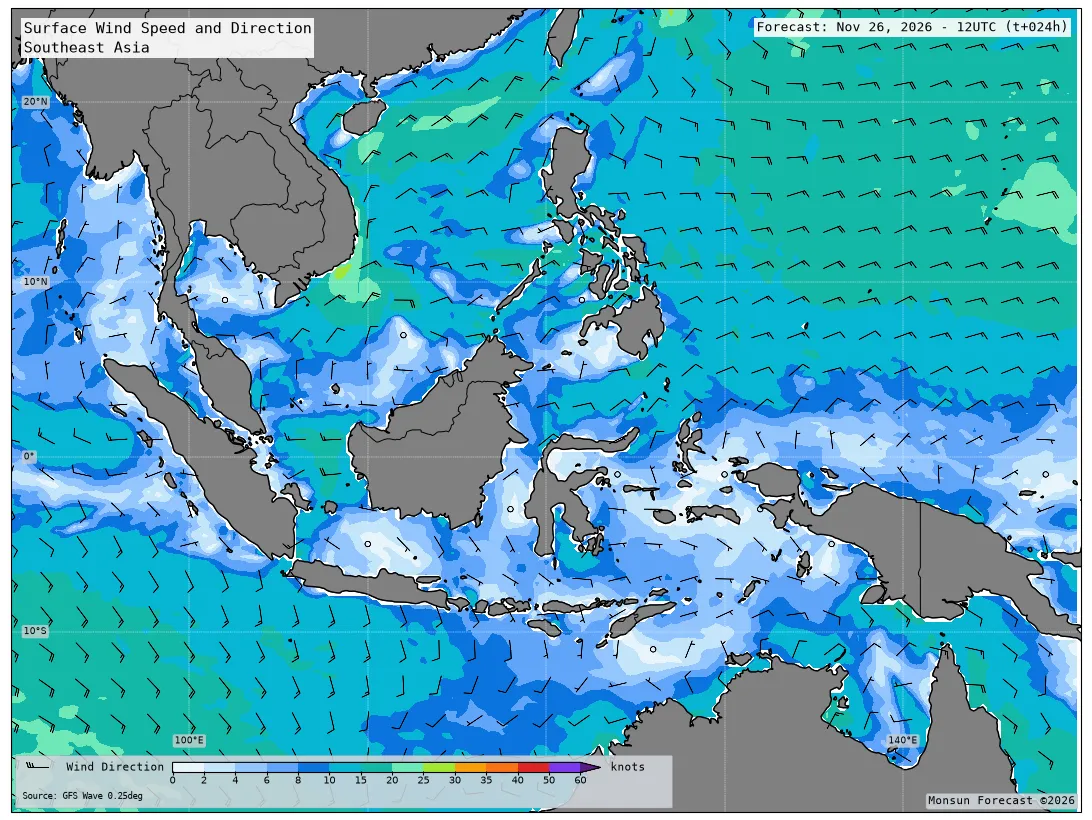 Surface Wind Speed and Direction
Southeast Asia
Forecast: Nov 26, 2026 - 12UTC (t+024h)
20°N
10°N
0°
10°S
100°E
140°E
Wind Direction
0 2 4 6 8 10 15 20 25 30 35 40 50 60
knots
Source: GFS Wave 0.25deg
Monsun Forecast ©2026